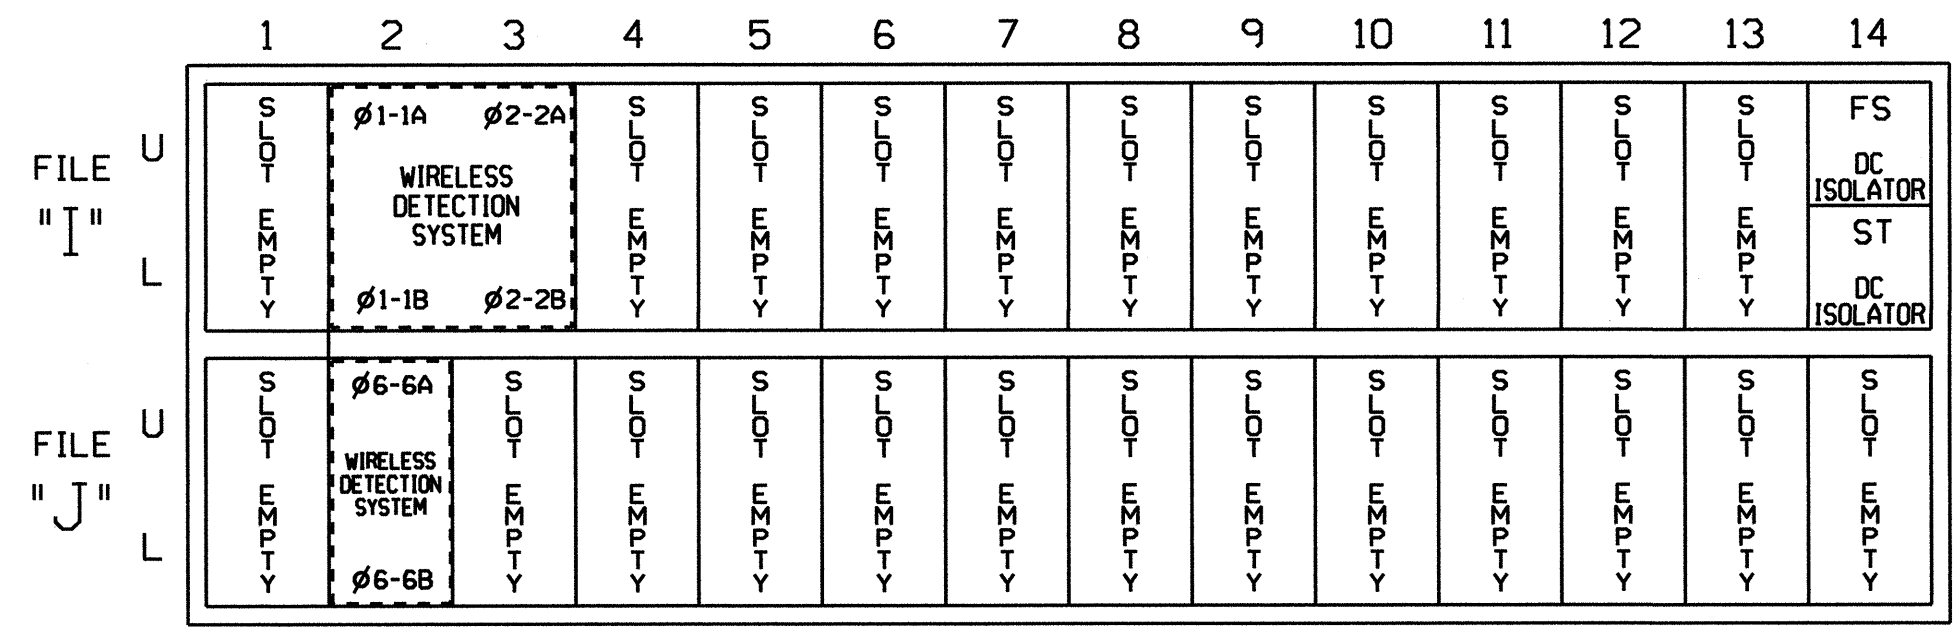 1 2 3 4 5 6 7 8 9 10 11 12 13 14
FILE
"I"
U
L
SLOT EMPTY
Ø1-1A Ø2-2A
WIRELESS
DETECTION
SYSTEM
Ø1-1B Ø2-2B
SLOT EMPTY
SLOT EMPTY
SLOT EMPTY
SLOT EMPTY
SLOT EMPTY
SLOT EMPTY
SLOT EMPTY
SLOT EMPTY
SLOT EMPTY
SLOT EMPTY
FS
DC
ISOLATOR
ST
DC
ISOLATOR
FILE
"J"
U
L
SLOT EMPTY
Ø6-6A
WIRELESS
DETECTION
SYSTEM
Ø6-6B
SLOT EMPTY
SLOT EMPTY
SLOT EMPTY
SLOT EMPTY
SLOT EMPTY
SLOT EMPTY
SLOT EMPTY
SLOT EMPTY
SLOT EMPTY
SLOT EMPTY
SLOT EMPTY
SLOT EMPTY